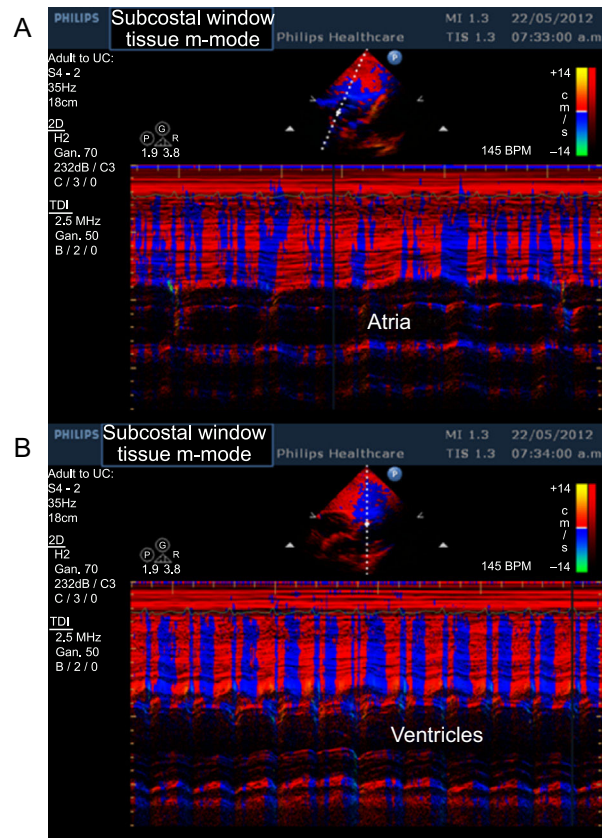 A
PHILIPS
Subcostal window
tissue m-mode
Philips Healthcare
MI 1.3
22/05/2012
TIS 1.3
07:33:00 a.m
Adult to UC:
S4 - 2
35Hz
18cm
2D
H2
Gan. 70
232dB / C3
C / 3 / 0
TDI
2.5 MHz
Gan. 50
B / 2 / 0
P
G
R
1.9 3.8
P
145 BPM
+14
c
m
/
s
−14
Atria
B
PHILIPS
Subcostal window
tissue m-mode
Philips Healthcare
MI 1.3
22/05/2012
TIS 1.3
07:34:00 a.m
Adult to UC:
S4 - 2
35Hz
18cm
2D
H2
Gan. 70
232dB / C3
C / 3 / 0
TDI
2.5 MHz
Gan. 50
B / 2 / 0
P
G
R
1.9 3.8
P
145 BPM
+14
c
m
/
s
−14
Ventricles